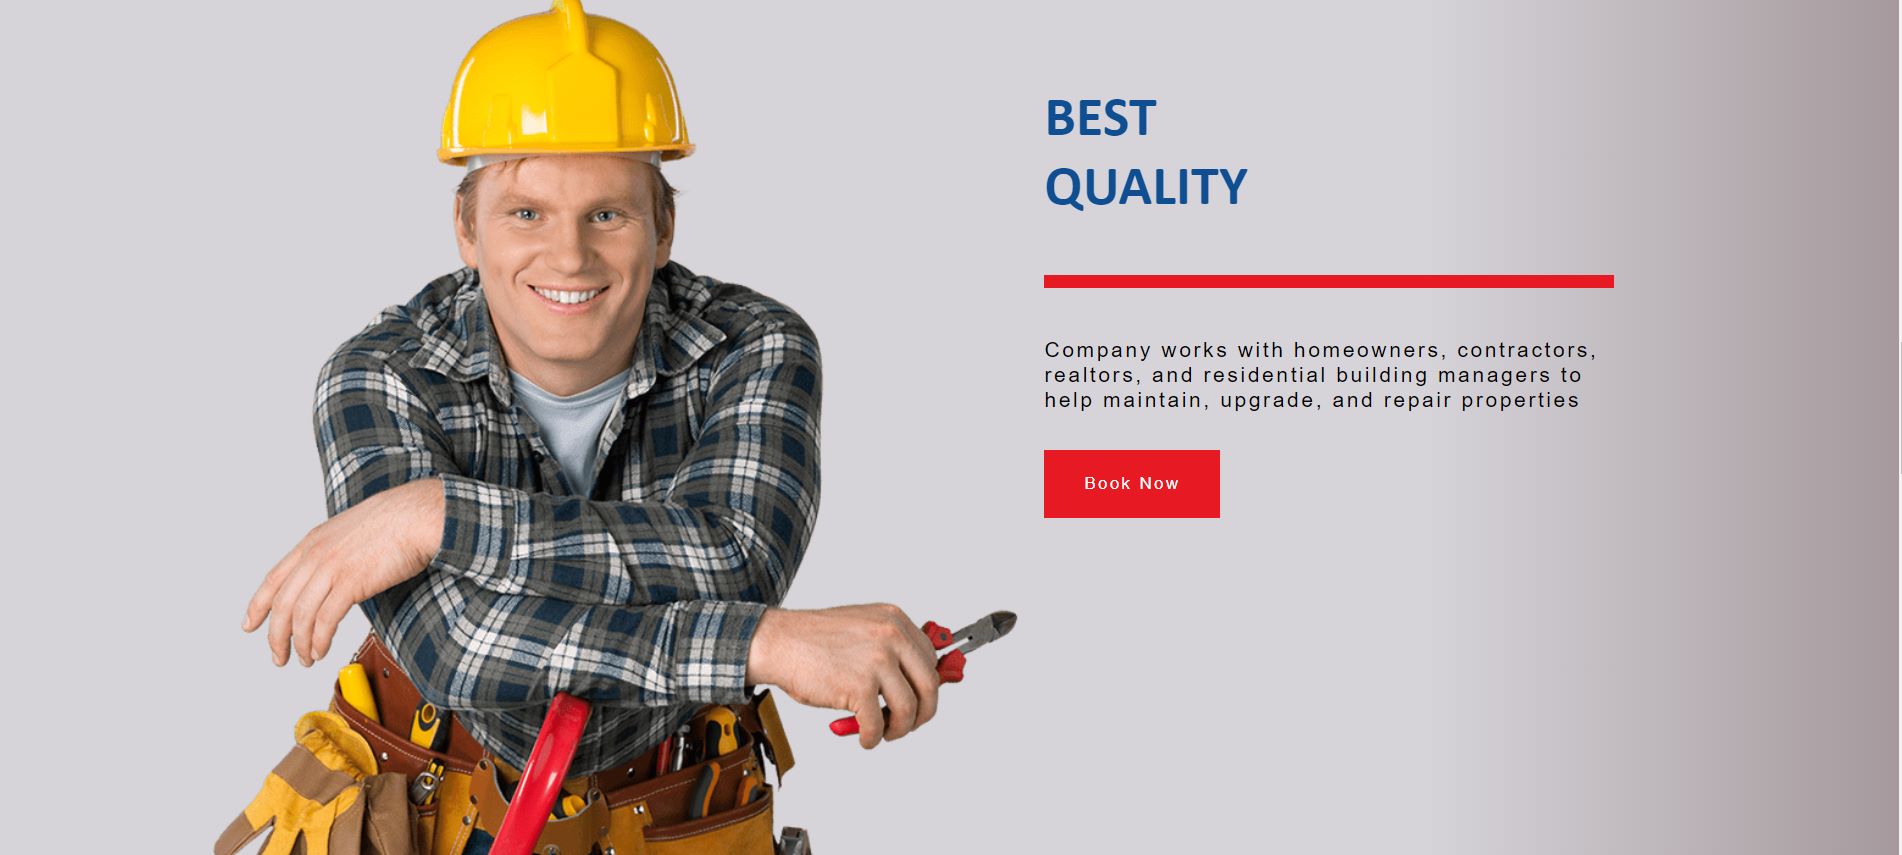 BEST
QUALITY
Company works with homeowners, contractors,
realtors, and residential building managers to
help maintain, upgrade, and repair properties
Book Now